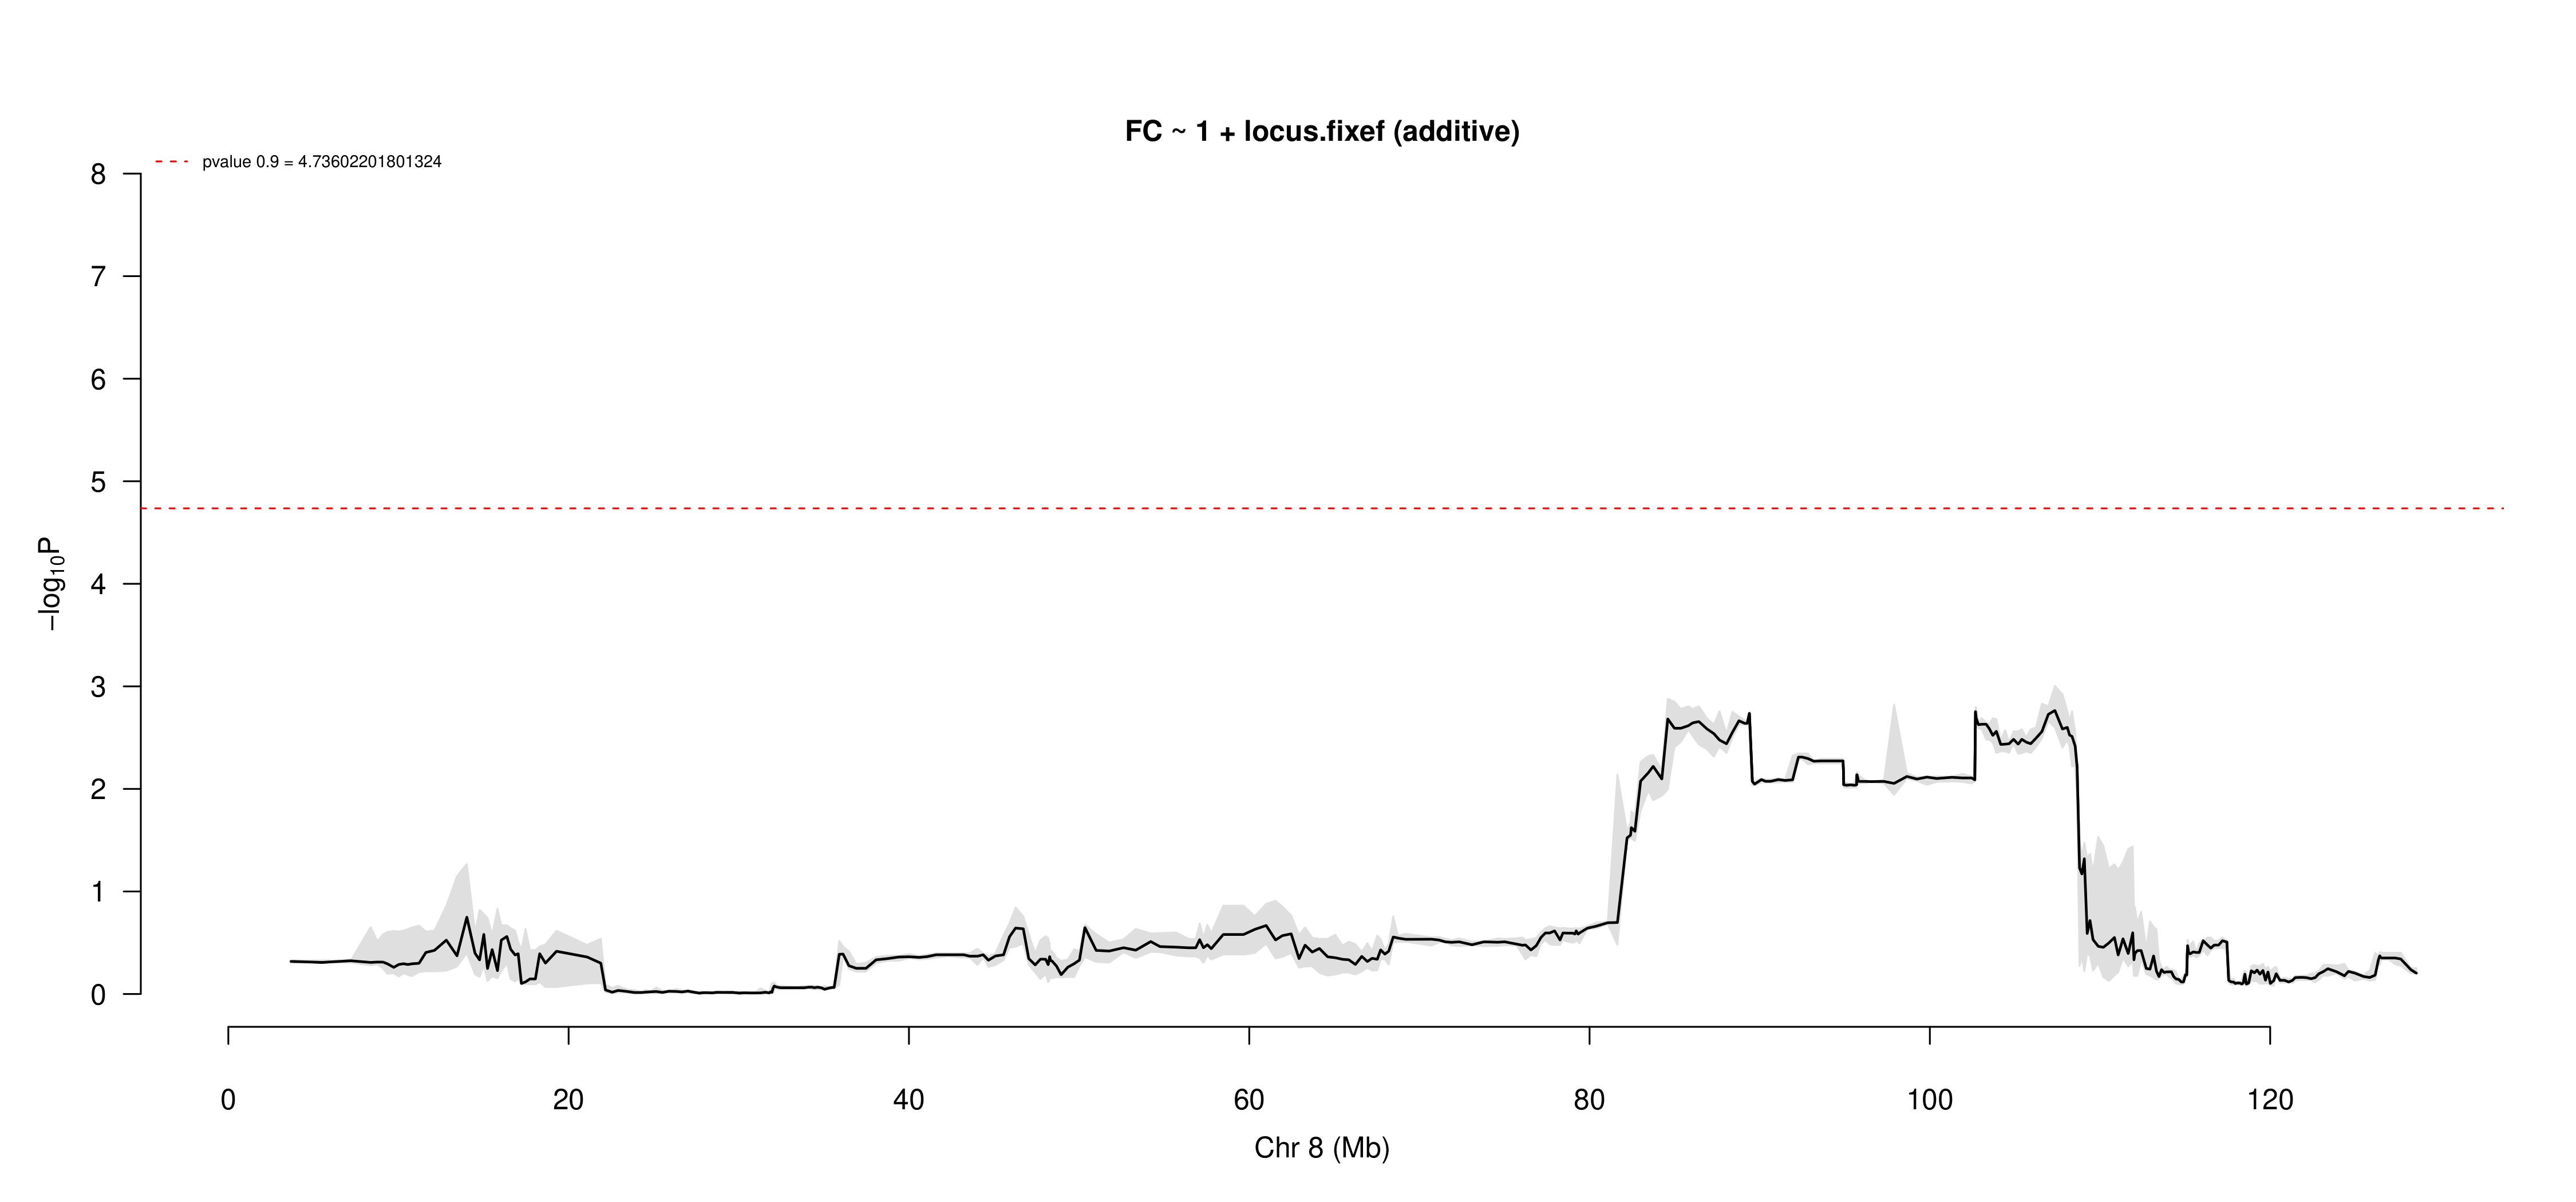 FC ~ 1 + locus.fixef (additive)
pvalue 0.9 = 4.73602201801324
8
7
6
5
4
3
2
1
0
−log10P
0 20 40 60 80 100 120
Chr 8 (Mb)